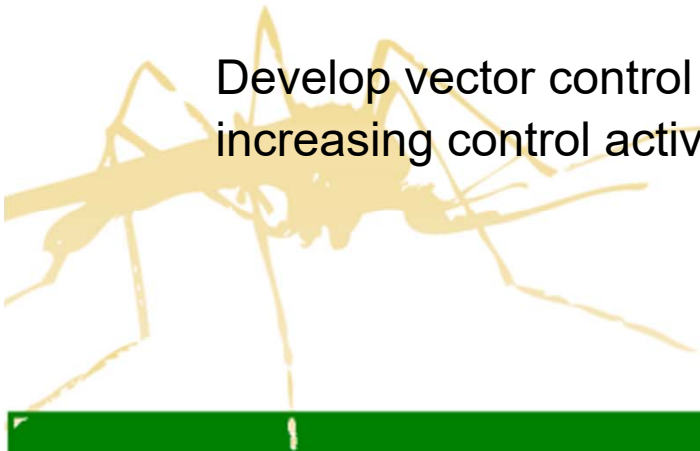 Develop vector control
increasing control activ